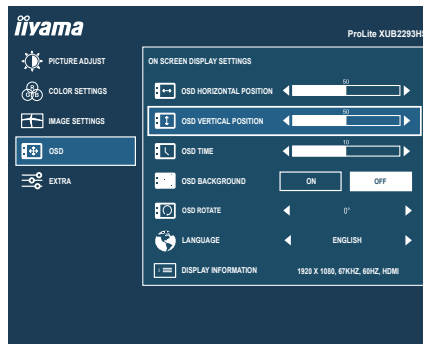 iiyama
ProLite XUB2293HS
PICTURE ADJUST
COLOR SETTINGS
IMAGE SETTINGS
OSD
EXTRA
ON SCREEN DISPLAY SETTINGS
OSD HORIZONTAL POSITION
50
OSD VERTICAL POSITION
50
OSD TIME
10
OSD BACKGROUND ON OFF
OSD ROTATE 0°
LANGUAGE ENGLISH
DISPLAY INFORMATION 1920 X 1080, 67KHZ, 60HZ, HDMI